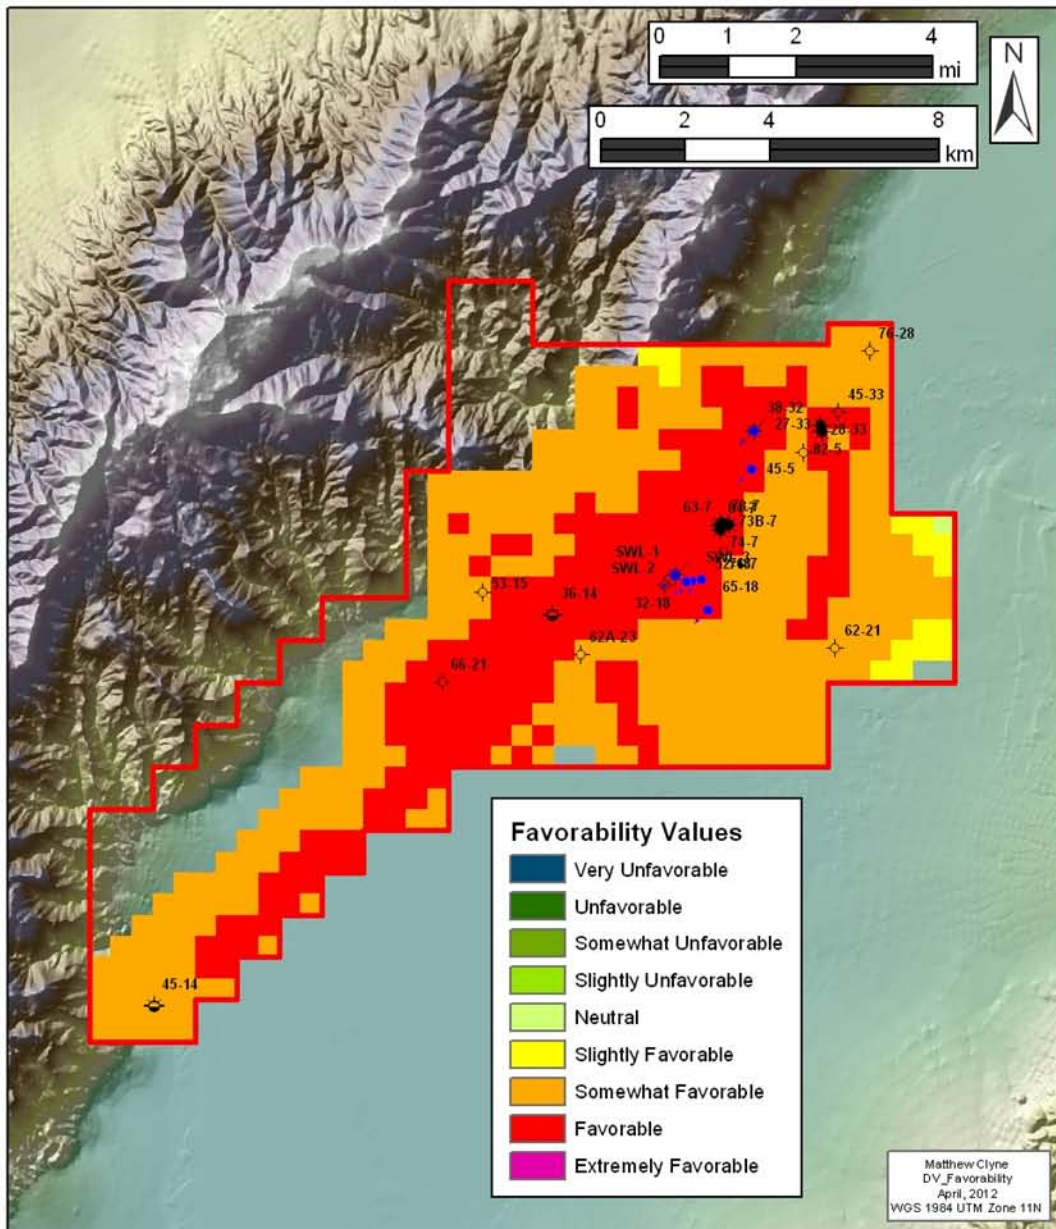 0 1 2 4
mi
N
0 2 4 8
km
76-28
45-33
38-32
27-33
28-33
82-5
45-5
63-7
73B-7
74-7
SWL-1
SWL-3
SWL-2
65-18
32-18
53-15
36-14
62A-23
62-21
66-21
45-14
Favorability Values
Very Unfavorable
Unfavorable
Somewhat Unfavorable
Slightly Unfavorable
Neutral
Slightly Favorable
Somewhat Favorable
Favorable
Extremely Favorable
Matthew Clyne
DV_Favorability
April, 2012
WGS 1984 UTM Zone 11N